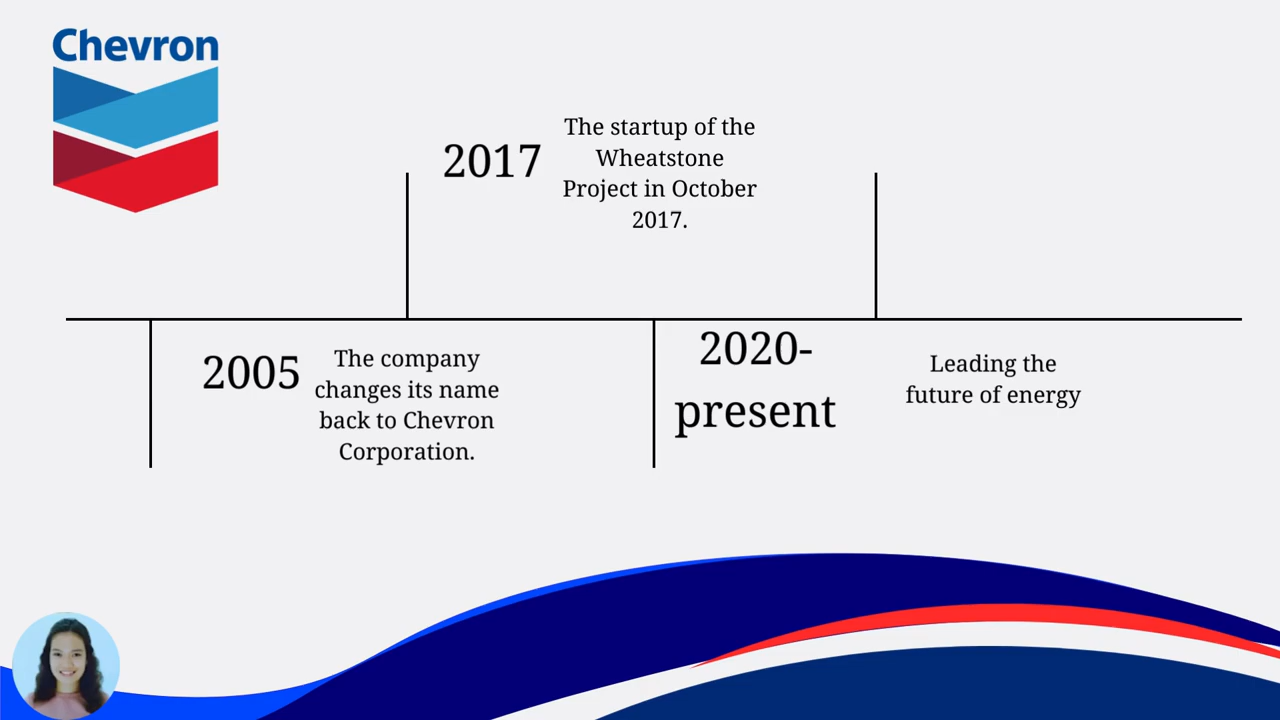 Chevron
2017
The startup of the
Wheatstone
Project in October
2017.
2005
The company
changes its name
back to Chevron
Corporation.
2020-
present
Leading the
future of energy